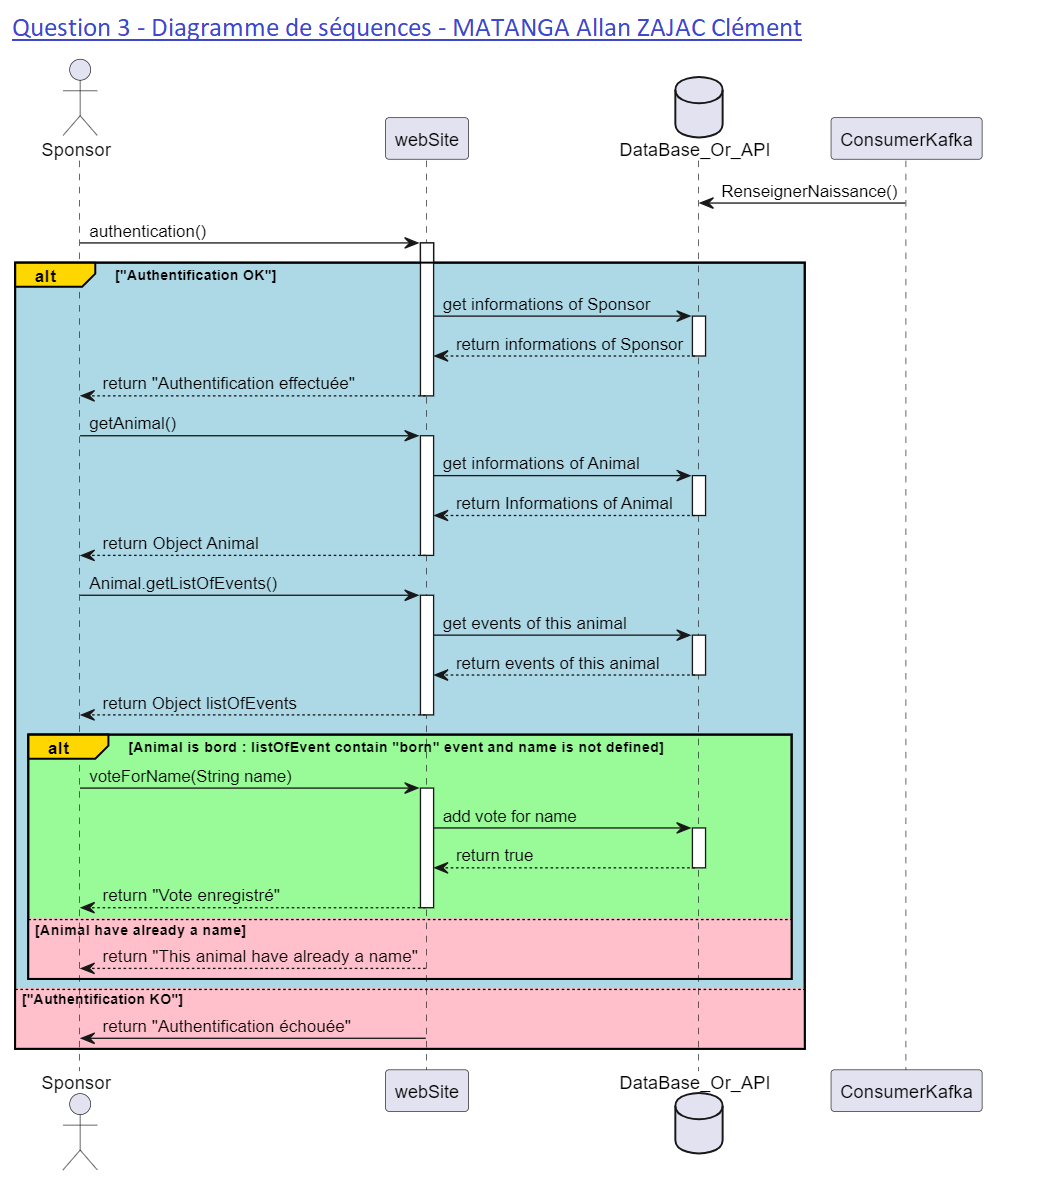 Question 3 - Diagramme de séquences - MATANGA Allan ZAJAC Clément
Sponsor
webSite
DataBase_Or_API
ConsumerKafka
RenseignerNaissance()
authentication()
alt
["Authentification OK"]
get informations of Sponsor
return informations of Sponsor
return "Authentification effectuée"
getAnimal()
get informations of Animal
return Informations of Animal
return Object Animal
Animal.getListOfEvents()
get events of this animal
return events of this animal
return Object listOfEvents
alt
[Animal is bord : listOfEvent contain "born" event and name is not defined]
voteForName(String name)
add vote for name
return true
return "Vote enregistré"
[Animal have already a name]
return "This animal have already a name"
["Authentification KO"]
return "Authentification échouée"
Sponsor
webSite
DataBase_Or_API
ConsumerKafka